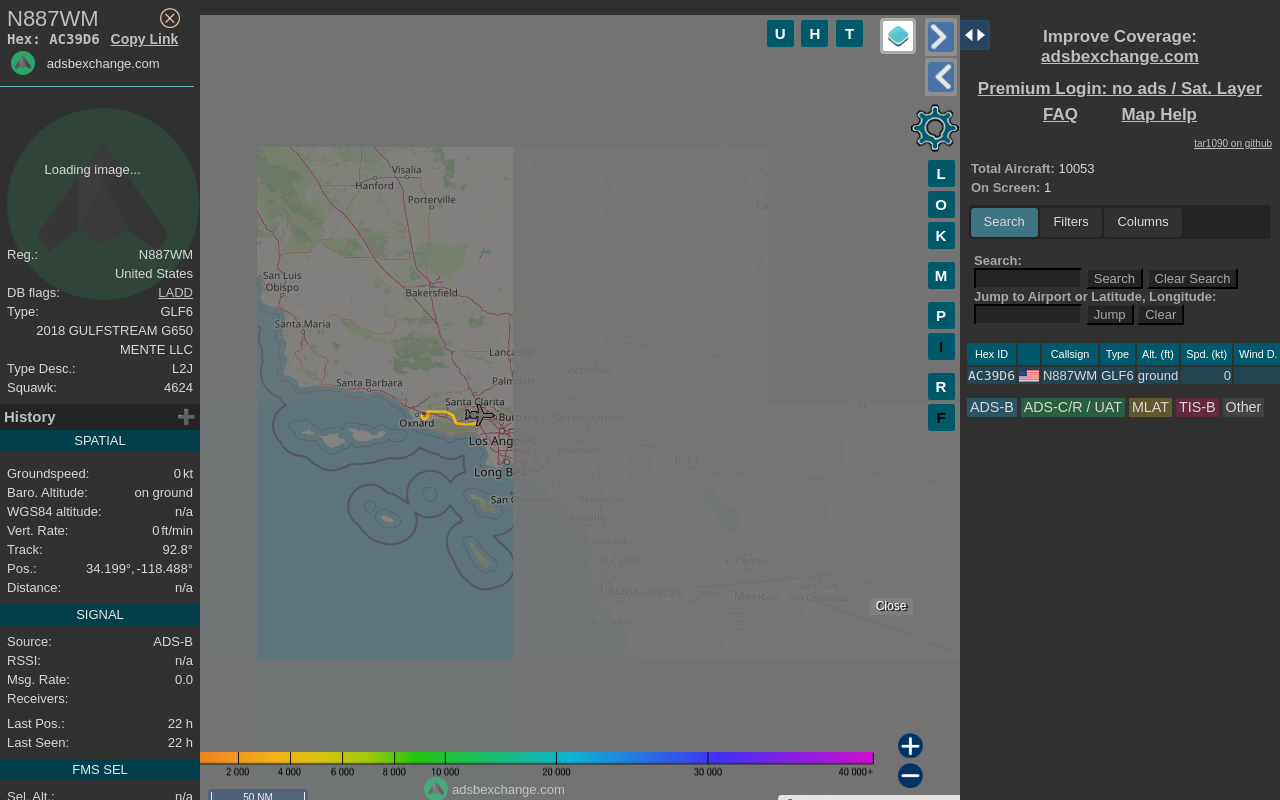 N887WM
Hex: AC39D6 Copy Link
adsbexchange.com
Loading image...
Reg.: N887WM
United States
DB flags: LADD
Type: GLF6
2018 GULFSTREAM G650
MENTE LLC
Type Desc.: L2J
Squawk: 4624
History
SPATIAL
Groundspeed: 0 kt
Baro. Altitude: on ground
WGS84 altitude: n/a
Vert. Rate: 0 ft/min
Track: 92.8°
Pos.: 34.199°, -118.488°
Distance: n/a
SIGNAL
Source: ADS-B
RSSI: n/a
Msg. Rate: 0.0
Receivers:
Last Pos.: 22 h
Last Seen: 22 h
FMS SEL
Sel. Alt.: n/a
U H T
L
O
K
M
P
I
R
F
Visalia
Hanford
Porterville
San Luis
Obispo
Bakersfield
Santa Maria
Lancaster
Victorville
Palmdale
Santa Barbara
Santa Clarita
Oxnard
Burbank
San Bernardino
Los Angeles
Riverside
Indio
Long Beach
San Clemente
Temecula
Oceanside
Escondido
El Cajon
El Centro
Tijuana
Tecate
Mexicali
San Luis
Río Colorado
Rosarito
Close
2 000 4 000 6 000 8 000 10 000 20 000 30 000 40 000+
50 NM
adsbexchange.com
Improve Coverage:
adsbexchange.com
Premium Login: no ads / Sat. Layer
FAQ Map Help
tar1090 on github
Total Aircraft: 10053
On Screen: 1
Search Filters Columns
Search:
Search Clear Search
Jump to Airport or Latitude, Longitude:
Jump Clear
Hex ID Callsign Type Alt. (ft) Spd. (kt) Wind D.
AC39D6 N887WM GLF6 ground 0
ADS-B ADS-C/R / UAT MLAT TIS-B Other